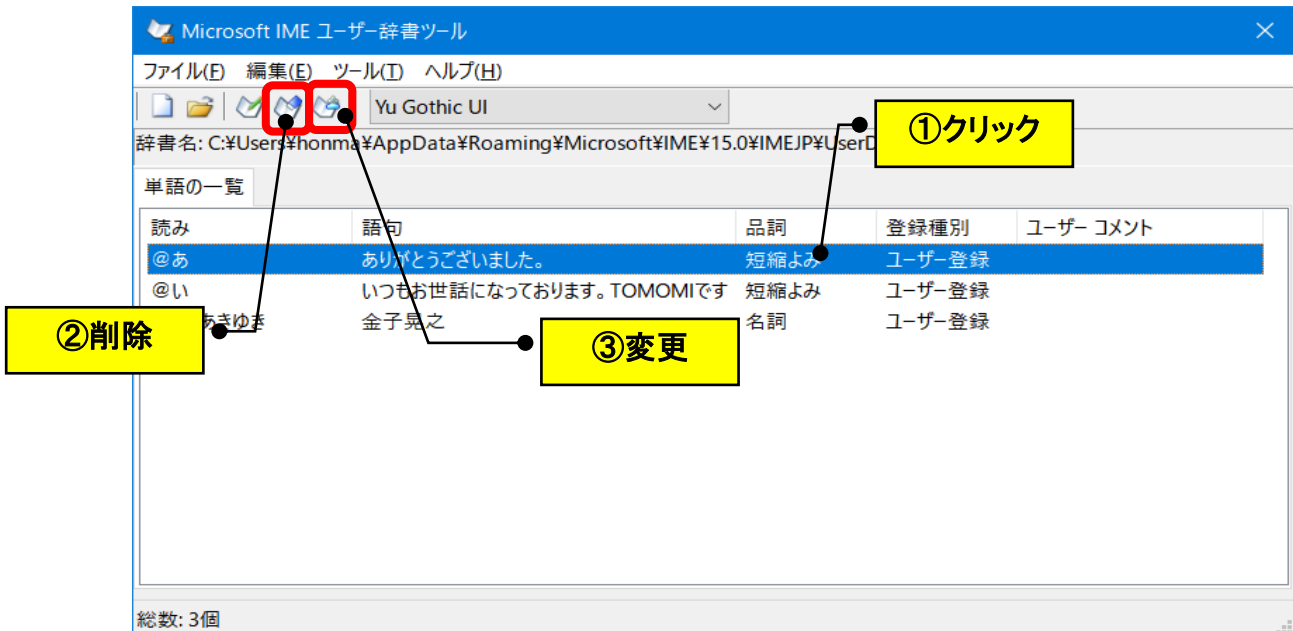 Microsoft IME ユーザー辞書ツール
ファイル(F) 編集(E) ツール(T) ヘルプ(H)
Yu Gothic UI
①クリック
辞書名: C:¥Users¥honma¥AppData¥Roaming¥Microsoft¥IME¥15.0¥IMEJP¥UserD
単語の一覧
読み 語句 品詞 登録種別 ユーザー コメント
@あ ありがとうございました。 短縮よみ ユーザー登録
@い いつもお世話になっております。TOMOMIです 短縮よみ ユーザー登録
あきゆき 金子晃之 名詞 ユーザー登録
②削除
③変更
総数: 3個